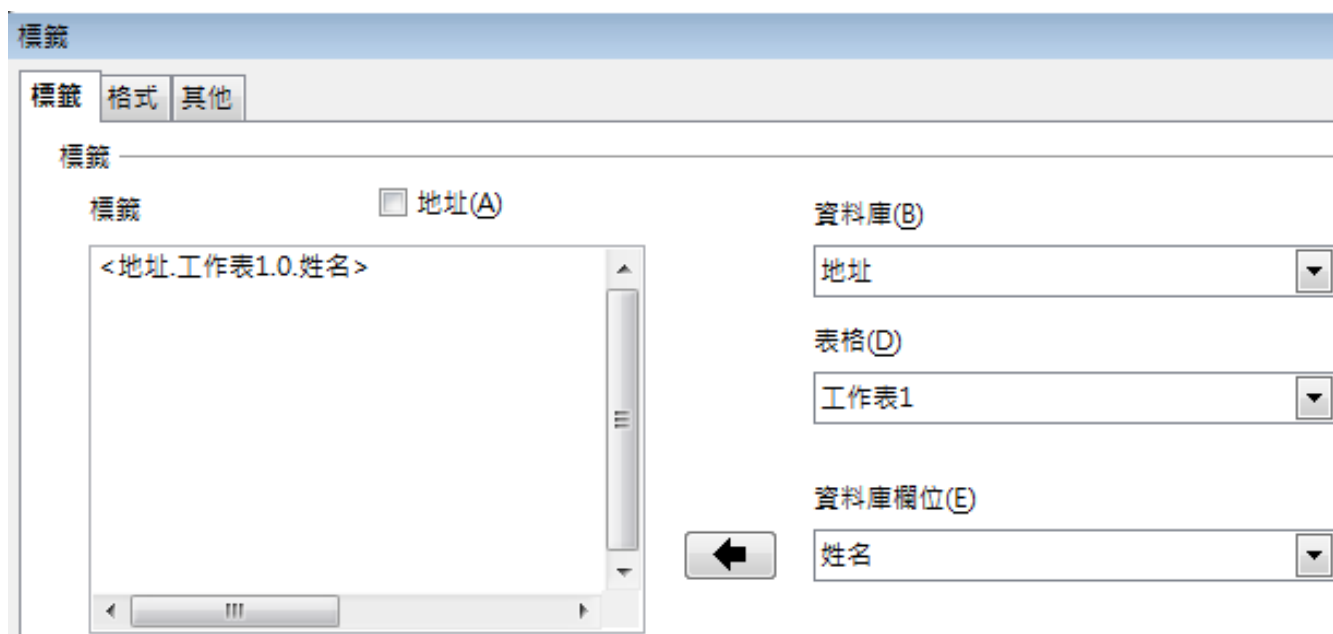 標籤
標籤 格式 其他
標籤
標籤
地址(A)
<地址.工作表1.0.姓名>
資料庫(B)
地址
表格(D)
工作表1
資料庫欄位(E)
姓名